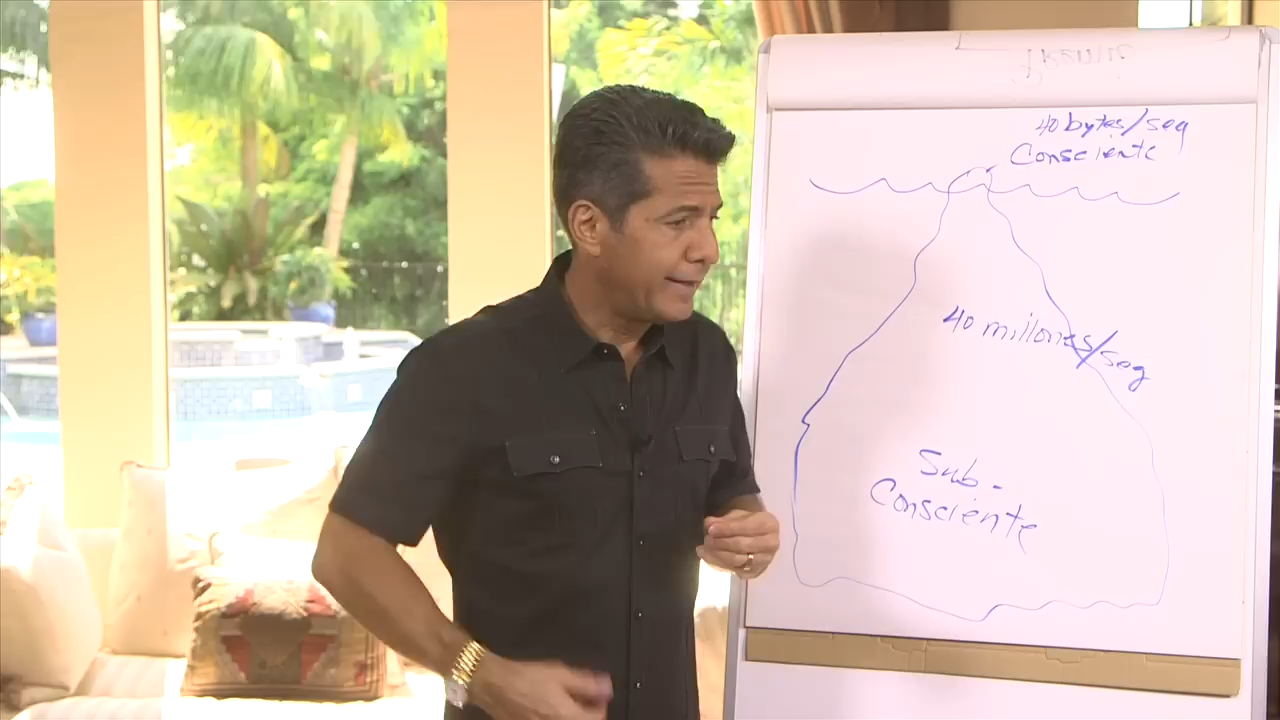 40 bytes/seg
Consciente
40 millones/seg
Sub-
Consciente